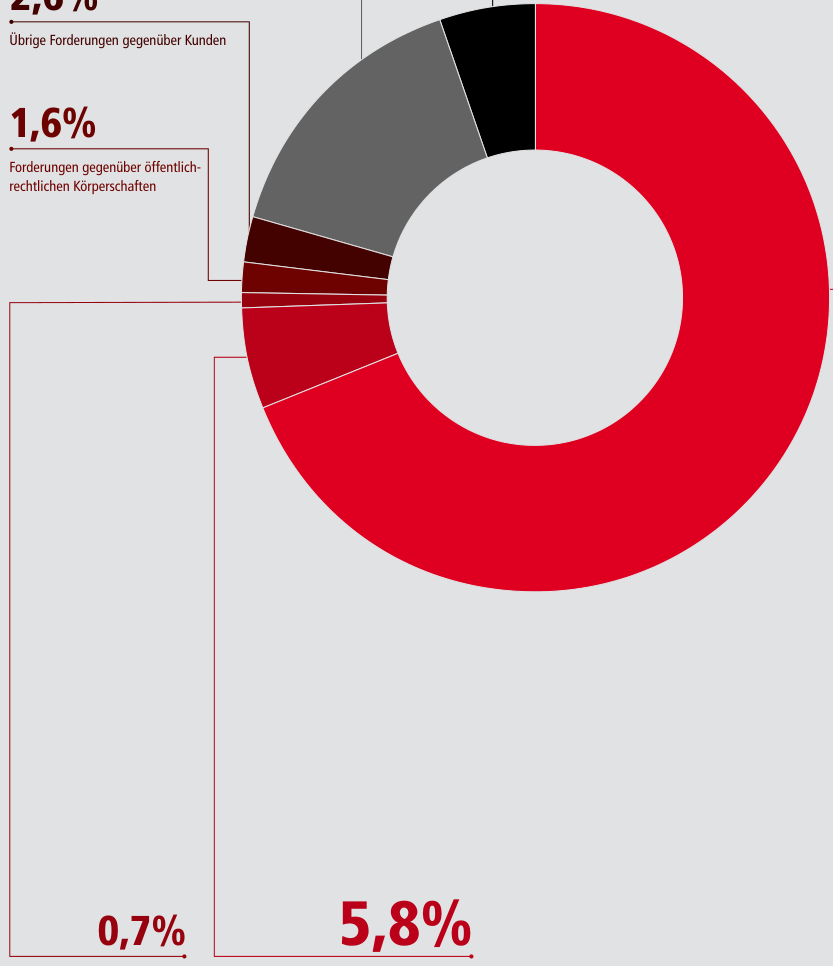 Übrige Forderungen gegenüber Kunden
1,6%
Forderungen gegenüber öffentlich-
rechtlichen Körperschaften
0,7%
5,8%